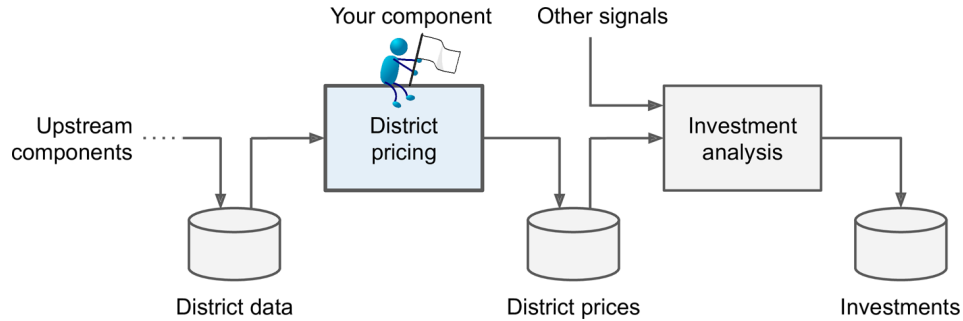 Your component
Other signals
Upstream
components
District
pricing
Investment
analysis
District data
District prices
Investments